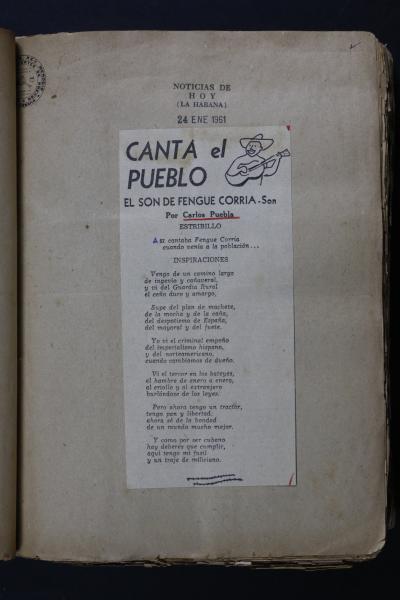 NOTICIAS DE
HOY
(LA HABANA)
24 ENE 1961
CANTA el
PUEBLO
EL SON DE FENGUE CORRIA - Son
Por Carlos Puebla
ESTRIBILLO
Así cantaba Fengue Corría
cuando venía a la población...
INSPIRACIONES
Vengo de un camino largo
de ingenio y cañaveral,
y vi del Guardia Rural
el ceño duro y amargo,
Supe del plan de machete,
de la mocha y de la caña,
del despotismo de España,
del mayoral y del fuete.
Yo vi el criminal empeño
del imperialismo hispano,
y del norteamericano,
cuando cambiamos de dueño.
Vi el terror en los bateyes,
el hambre de enero a enero,
al criollo y al extranjero
burlándose de las leyes.
Pero ahora tengo un tractor,
tengo pan y libertad.
ahora sé de la bondad
de un mundo mucho mejor.
Y como por ser cubano
hay deberes que cumplir,
aquí tengo mi fusil
y un traje de miliciano.